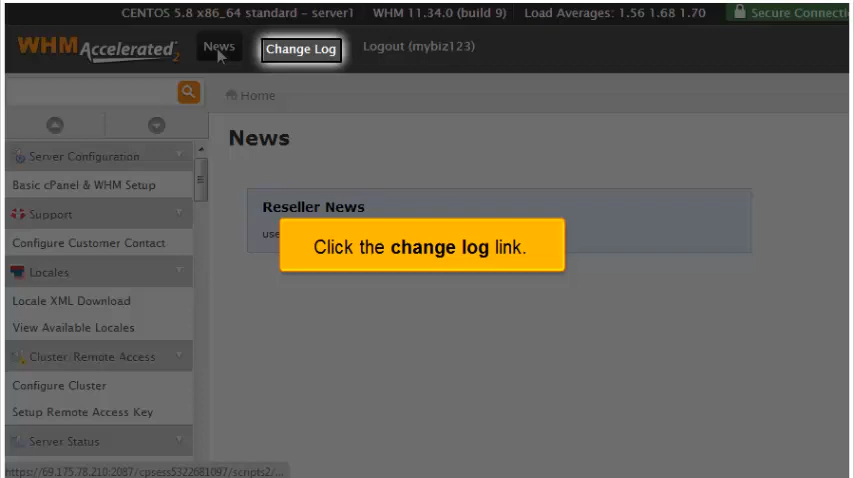 CENTOS 5.8 x86_64 standard – server1 WHM 11.34.0 (build 9) Load Averages: 1.56 1.68 1.70 Secure Connecti
WHM Accelerated 2 News Change Log Logout (mybiz123)
Home
News
Server Configuration
Basic cPanel & WHM Setup
Reseller News
Support
use
Click the change log link.
Configure Customer Contact
Locales
Locale XML Download
View Available Locales
Cluster/Remote Access
Configure Cluster
Setup Remote Access Key
Server Status
https://69.175.78.210:2087/cpsess5322681097/scripts2/...